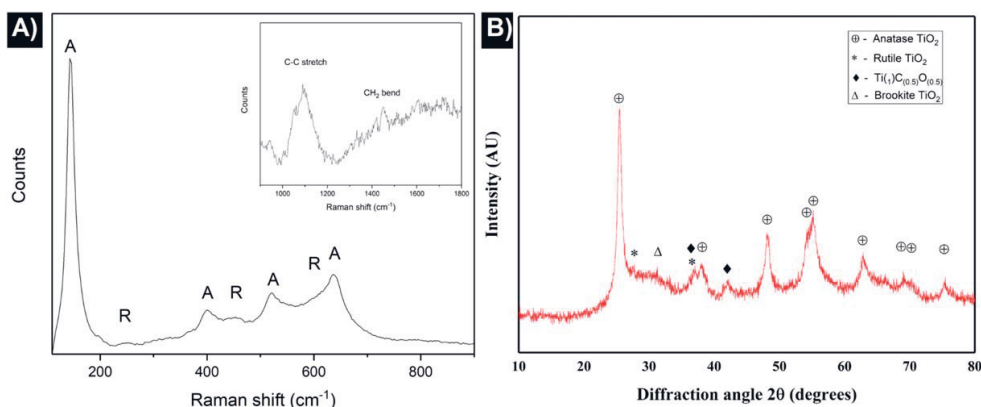 A)
A
R
A
R
A
R
A
Counts
200
400
600
800
Raman shift (cm⁻¹)
C-C stretch
CH₂ bend
Counts
1000
1200
1400
1600
1800
Raman shift (cm⁻¹)
B)
⊕ - Anatase TiO₂
* - Rutile TiO₂
♦ - Ti(₁)C(₀.₅)O(₀.₅)
Δ - Brookite TiO₂
Intensity (AU)
10
20
30
40
50
60
70
80
Diffraction angle 2θ (degrees)